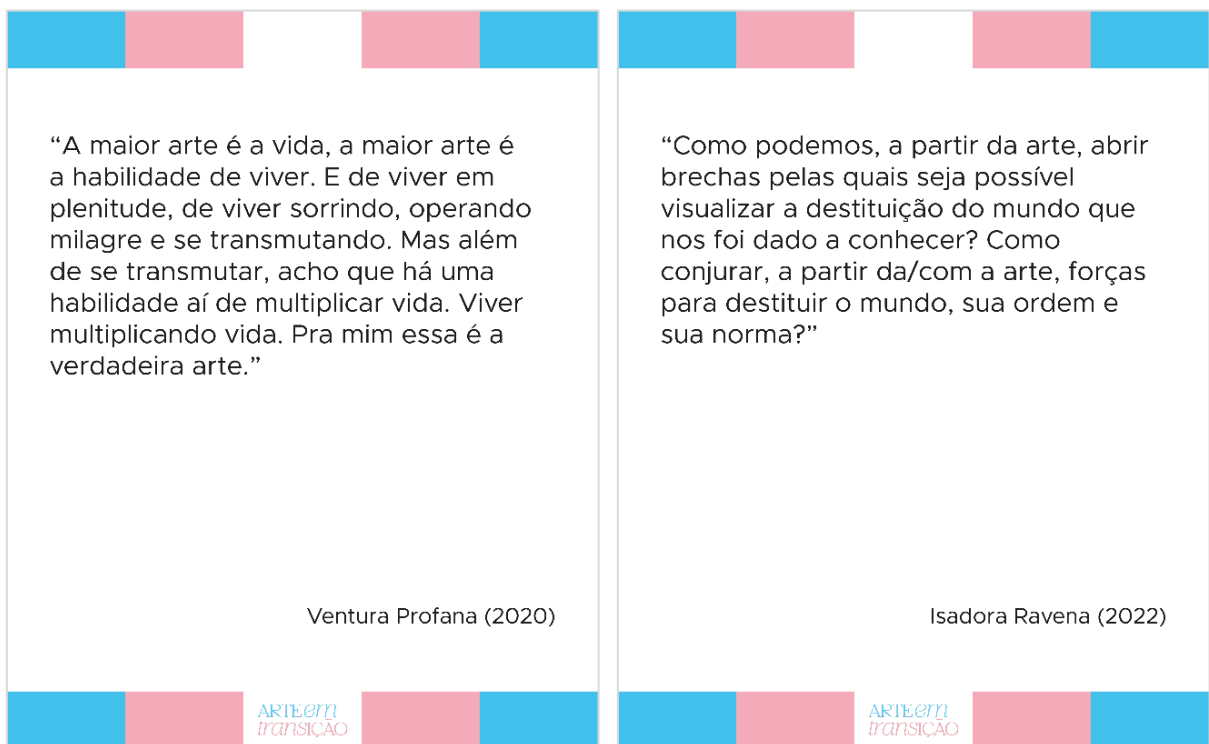 “A maior arte é a vida, a maior arte é
a habilidade de viver. E de viver em
plenitude, de viver sorrindo, operando
milagre e se transmutando. Mas além
de se transmutar, acho que há uma
habilidade aí de multiplicar vida. Viver
multiplicando vida. Pra mim essa é a
verdadeira arte.”
Ventura Profana (2020)
ARTE em
transIÇÃO
“Como podemos, a partir da arte, abrir
brechas pelas quais seja possível
visualizar a destituição do mundo que
nos foi dado a conhecer? Como
conjurar, a partir da/com a arte, forças
para destituir o mundo, sua ordem e
sua norma?”
Isadora Ravena (2022)
ARTE em
transIÇÃO